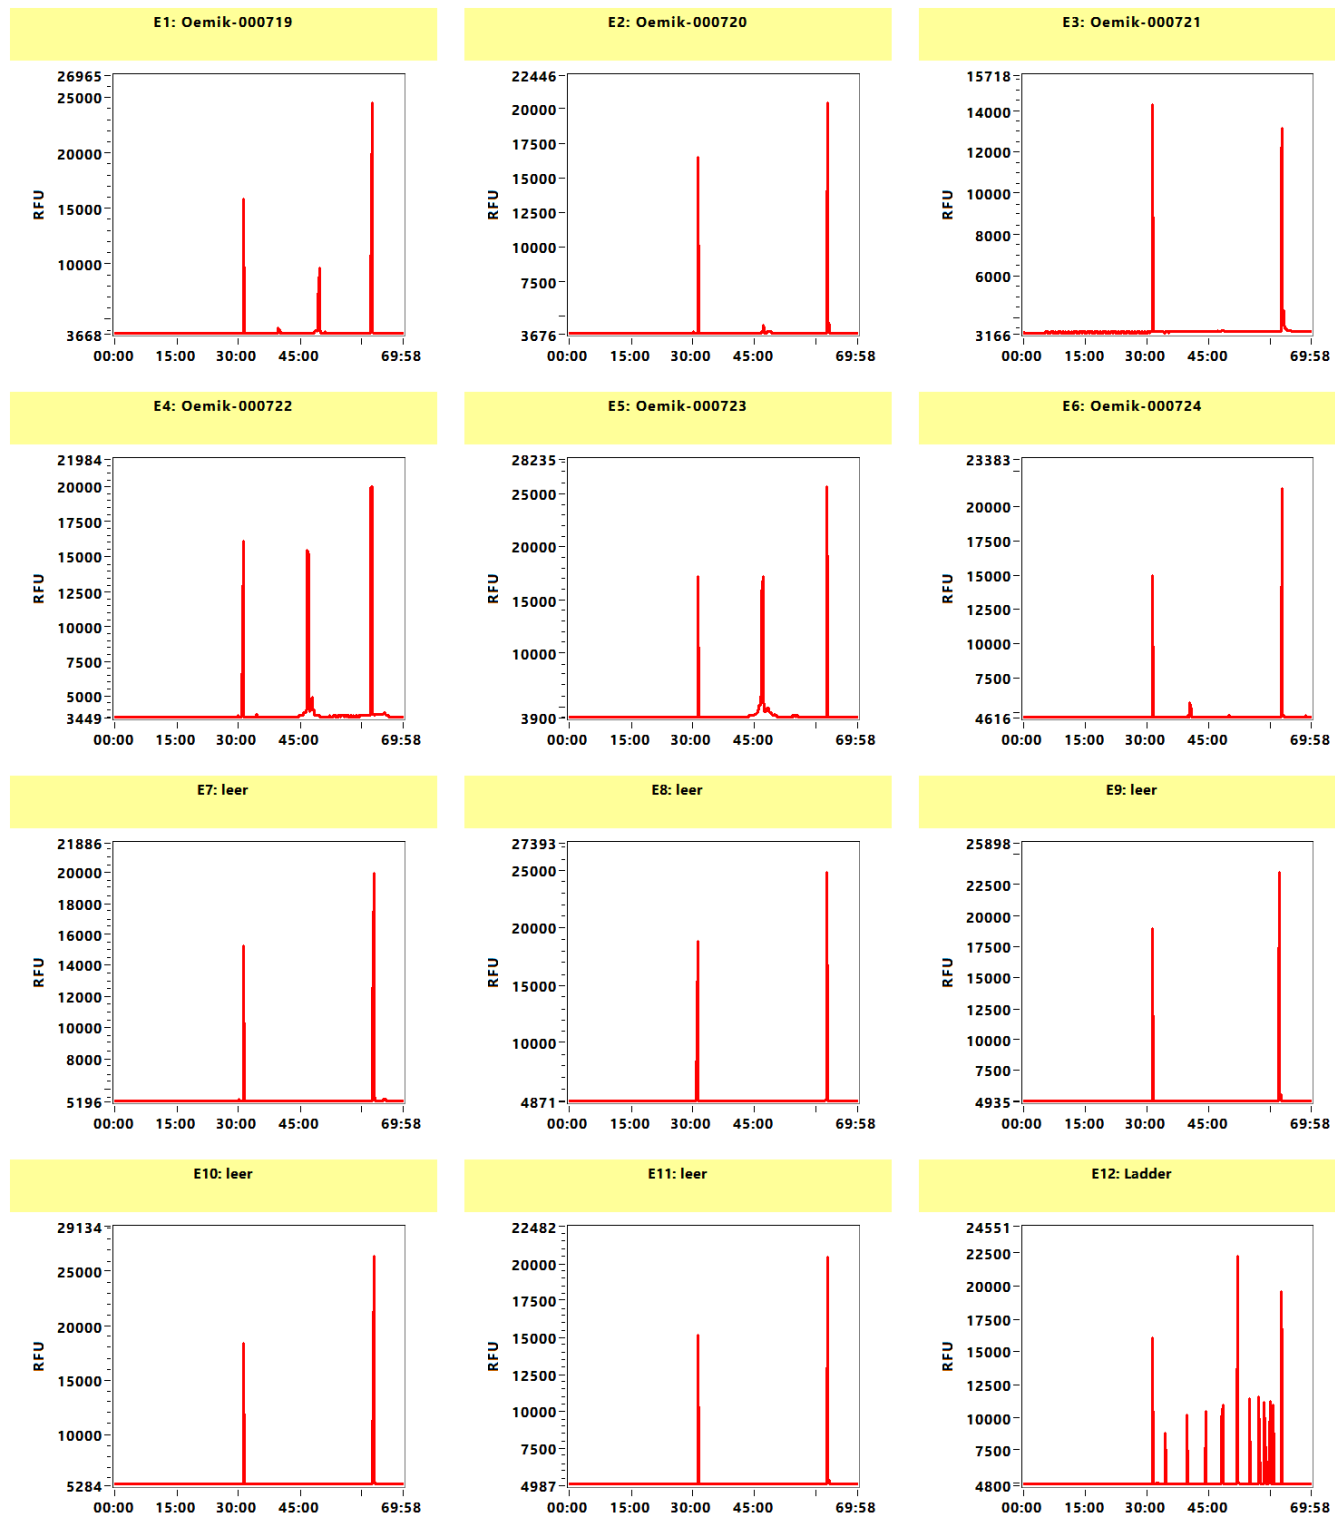 E1: Oemik-000719
E2: Oemik-000720
E3: Oemik-000721
26965
25000
20000
15000
10000
3668
RFU
00:00 15:00 30:00 45:00 69:58
22446
20000
17500
15000
12500
10000
7500
3676
RFU
00:00 15:00 30:00 45:00 69:58
15718
14000
12000
10000
8000
6000
3166
RFU
00:00 15:00 30:00 45:00 69:58
E4: Oemik-000722
E5: Oemik-000723
E6: Oemik-000724
21984
20000
17500
15000
12500
10000
7500
5000
3449
RFU
00:00 15:00 30:00 45:00 69:58
28235
25000
20000
15000
10000
3900
RFU
00:00 15:00 30:00 45:00 69:58
23383
20000
17500
15000
12500
10000
7500
4616
RFU
00:00 15:00 30:00 45:00 69:58
E7: leer
E8: leer
E9: leer
21886
20000
18000
16000
14000
12000
10000
8000
5196
RFU
00:00 15:00 30:00 45:00 69:58
27393
25000
20000
15000
10000
4871
RFU
00:00 15:00 30:00 45:00 69:58
25898
22500
20000
17500
15000
12500
10000
7500
4935
RFU
00:00 15:00 30:00 45:00 69:58
E10: leer
E11: leer
E12: Ladder
29134
25000
20000
15000
10000
5284
RFU
00:00 15:00 30:00 45:00 69:58
22482
20000
17500
15000
12500
10000
7500
4987
RFU
00:00 15:00 30:00 45:00 69:58
24551
22500
20000
17500
15000
12500
10000
7500
4800
RFU
00:00 15:00 30:00 45:00 69:58